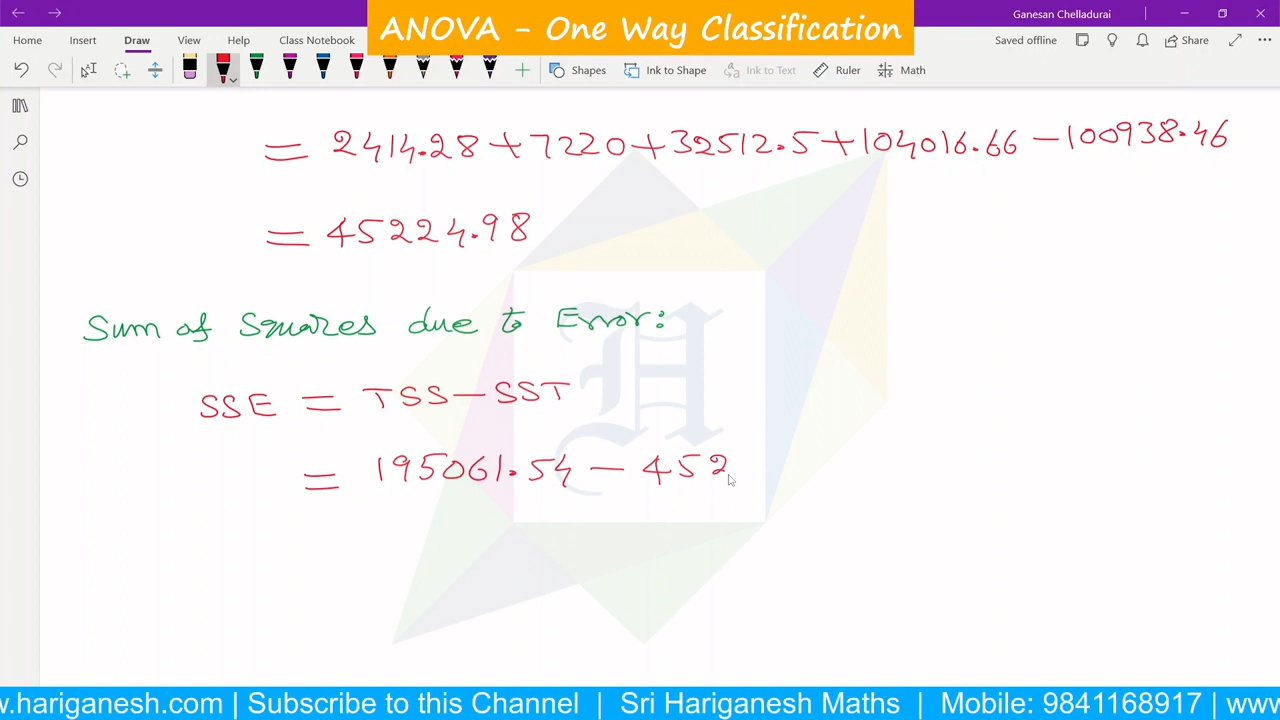 Ganesan Chelladurai
ANOVA - One Way Classification
Home Insert Draw View Help Class Notebook Saved offline Share
Shapes Ink to Shape Ink to Text Ruler Math
= 2414.28+7220+32512.5+104016.66-100938.46
= 45224.98
Sum of Squares due to Error:
SSE = TSS-SST
= 195061.54 - 452
w.hariganesh.com | Subscribe to this Channel | Sri Hariganesh Maths | Mobile: 9841168917 | www